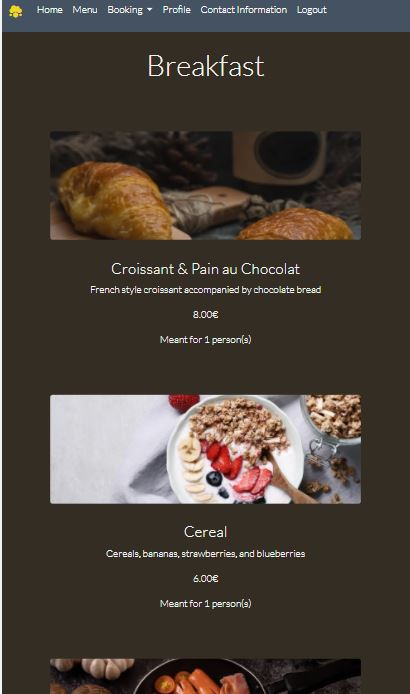 Home Menu Booking Profile Contact Information Logout
Breakfast
Croissant & Pain au Chocolat
French style croissant accompanied by chocolate bread
8.00€
Meant for 1 person(s)
Cereal
Cereals, bananas, strawberries, and blueberries
6.00€
Meant for 1 person(s)